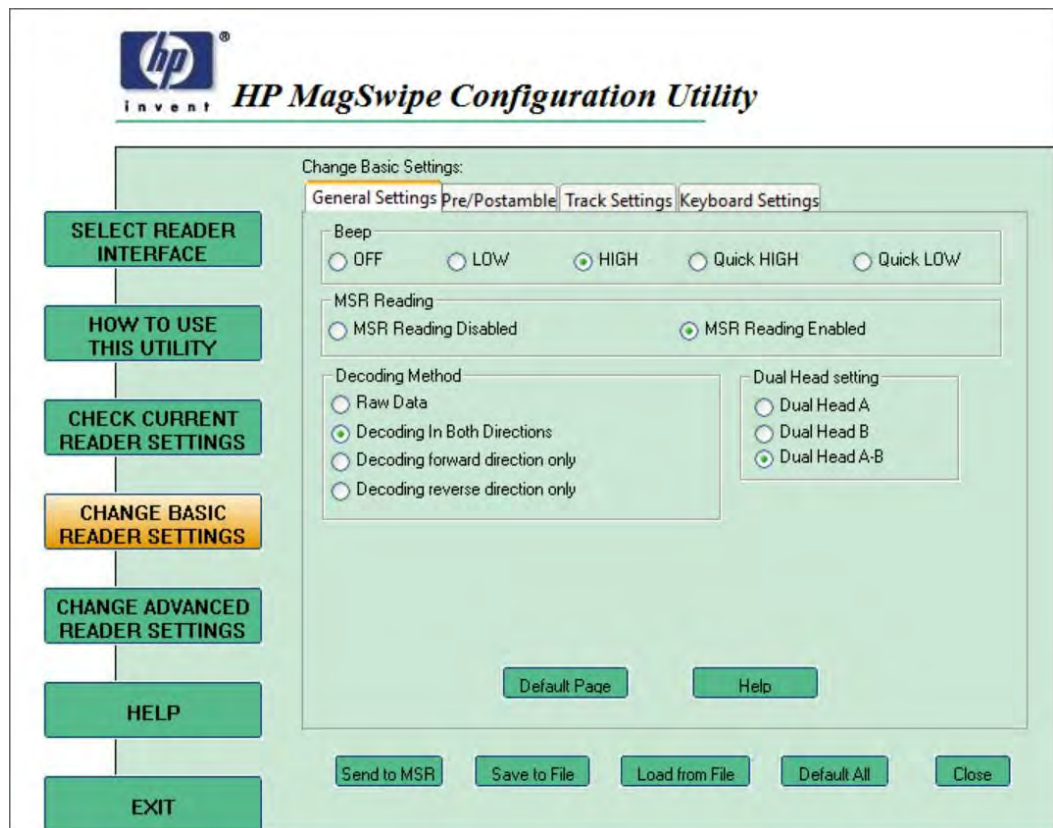 hp
®
invent
HP MagSwipe Configuration Utility
Change Basic Settings:
General Settings Pre/Postamble Track Settings Keyboard Settings
SELECT READER
INTERFACE
HOW TO USE
THIS UTILITY
CHECK CURRENT
READER SETTINGS
CHANGE BASIC
READER SETTINGS
CHANGE ADVANCED
READER SETTINGS
HELP
EXIT
Beep
OFF LOW HIGH Quick HIGH Quick LOW
MSR Reading
MSR Reading Disabled MSR Reading Enabled
Decoding Method
Raw Data
Decoding In Both Directions
Decoding forward direction only
Decoding reverse direction only
Dual Head setting
Dual Head A
Dual Head B
Dual Head A-B
Default Page Help
Send to MSR Save to File Load from File Default All Close